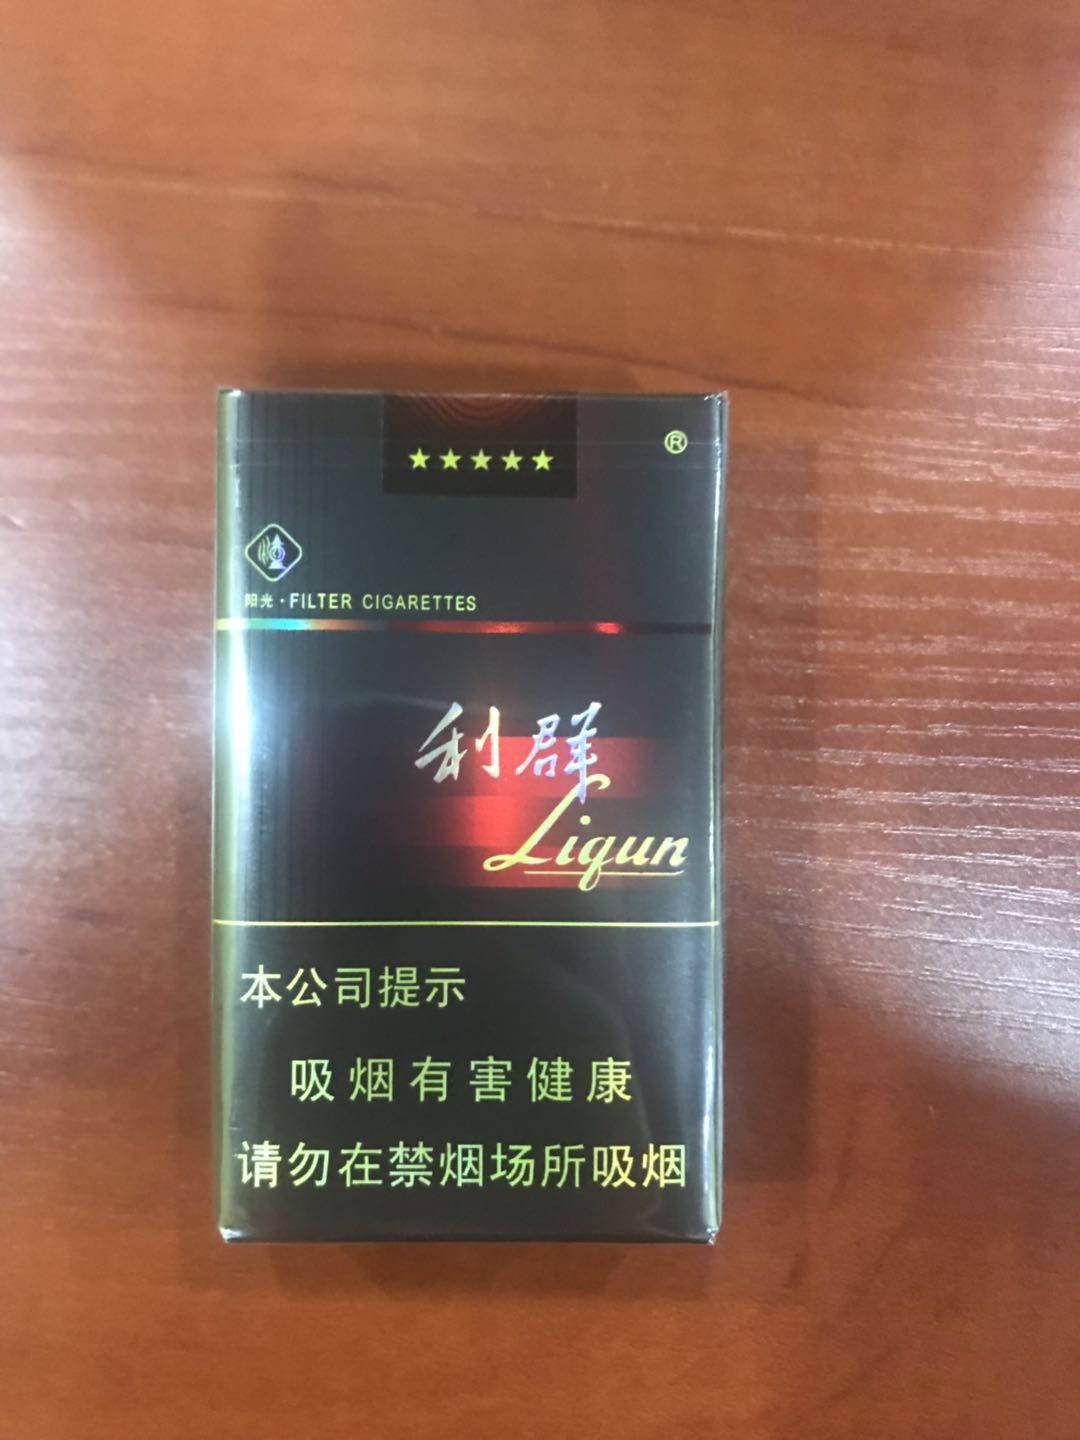 ★★★★★
®
阳光·FILTER CIGARETTES
利群
Liqun
本公司提示
吸烟有害健康
请勿在禁烟场所吸烟